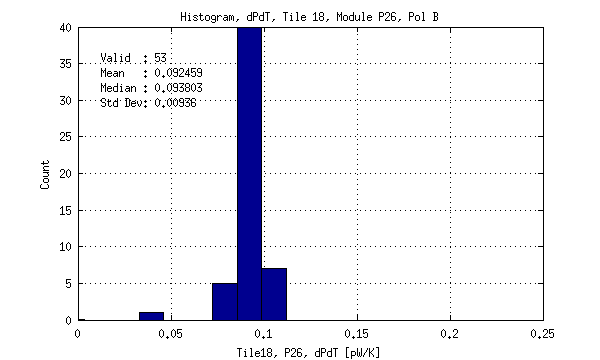 Histogram, dPdT, Tile 18, Module P26, Pol B
40
35
30
25
20
15
10
5
0
Valid : 53
Mean : 0.092459
Median : 0.093803
Std Dev: 0.00936
Count
0 0.05 0.1 0.15 0.2 0.25
Tile18, P26, dPdT [pW/K]